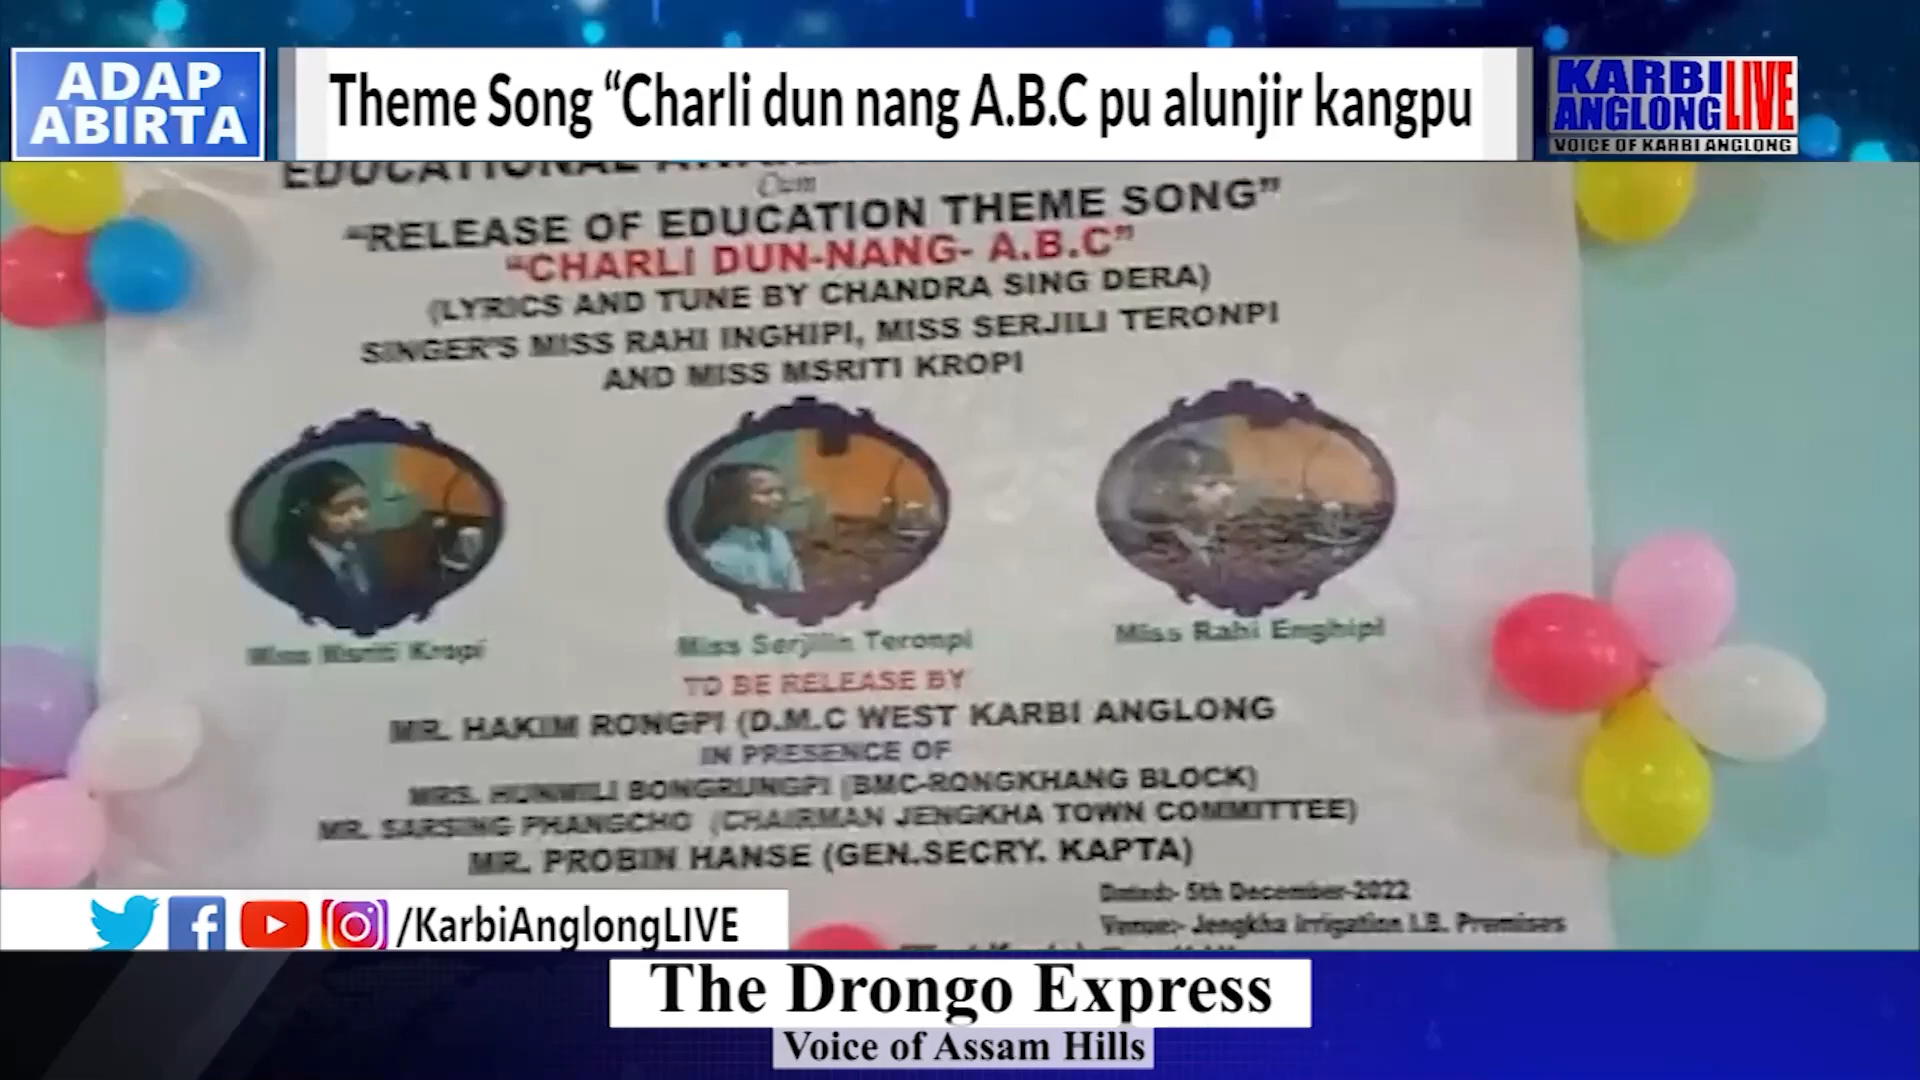 ADAP
ABIRTA
Theme Song “Charli dun nang A.B.C pu alunjir kangpu
KARBI
ANGLONG LIVE
VOICE OF KARBI ANGLONG
EDUCATIONAL
Cum
“RELEASE OF EDUCATION THEME SONG”
“CHARLI DUN-NANG- A.B.C”
(LYRICS AND TUNE BY CHANDRA SING DERA)
SINGER'S MISS RAHI INGHIPI, MISS SERJILI TERONPI
AND MISS MSRITI KROPI
Miss Msriti Kropi
Miss Serjilin Teronpi
Miss Rahi Enghipi
TO BE RELEASE BY
MR. HAKIM RONGPI (D.M.C WEST KARBI ANGLONG
IN PRESENCE OF
MRS. HUNMILI BONGRUNGPI (BMC-RONGKHANG BLOCK)
MR. SARSING PHANGCHO (CHAIRMAN JENGKHA TOWN COMMITTEE)
MR. PROBIN HANSE (GEN.SECRY. KAPTA)
Dated:- 5th December-2022
Venue:- Jengkha Irrigation I.B. Premises
/KarbiAnglongLIVE
The Drongo Express
Voice of Assam Hills